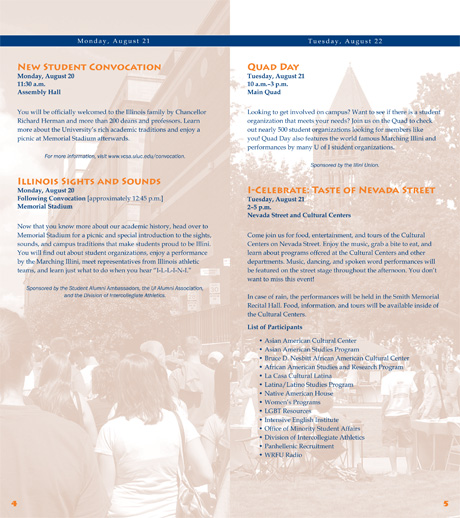 Monday, August 21
New Student Convocation
Monday, August 20
11:30 a.m.
Assembly Hall
You will be officially welcomed to the Illinois family by Chancellor
Richard Herman and more than 200 deans and professors. Learn
more about the University's rich academic traditions and enjoy a
picnic at Memorial Stadium afterwards.
For more information, visit www.vcsa.uiuc.edu/convocation.
Illinois Sights and Sounds
Monday, August 20
Following Convocation [approximately 12:45 p.m.]
Memorial Stadium
Now that you know more about our academic history, head over to
Memorial Stadium for a picnic and special introduction to the sights,
sounds, and campus traditions that make students proud to be Illini.
You will find out about student organizations, enjoy a performance
by the Marching Illini, meet representatives from Illinois athletic
teams, and learn just what to do when you hear "I-L-L-I-N-I."
Sponsored by the Student Alumni Ambassadors, the UI Alumni Association,
and the Division of Intercollegiate Athletics.
4
Tuesday, August 22
Quad Day
Tuesday, August 21
10 a.m.–3 p.m.
Main Quad
Looking to get involved on campus? Want to see if there is a student
organization that meets your needs? Join us on the Quad to check
out nearly 500 student organizations looking for members like
you! Quad Day also features the world famous Marching Illini and
performances by many U of I student organizations.
Sponsored by the Illini Union.
I-Celebrate: Taste of Nevada Street
Tuesday, August 21
2–5 p.m.
Nevada Street and Cultural Centers
Come join us for food, entertainment, and tours of the Cultural
Centers on Nevada Street. Enjoy the music, grab a bite to eat, and
learn about programs offered at the Cultural Centers and other
departments. Music, dancing, and spoken word performances will
be featured on the street stage throughout the afternoon. You don't
want to miss this event!
In case of rain, the performances will be held in the Smith Memorial
Recital Hall. Food, information, and tours will be available inside of
the Cultural Centers.
List of Participants
• Asian American Cultural Center
• Asian American Studies Program
• Bruce D. Nesbitt African American Cultural Center
• African American Studies and Research Program
• La Casa Cultural Latina
• Latina/Latino Studies Program
• Native American House
• Women's Programs
• LGBT Resources
• Intensive English Institute
• Office of Minority Student Affairs
• Division of Intercollegiate Athletics
• Panhellenic Recruitment
• WRFU Radio
5